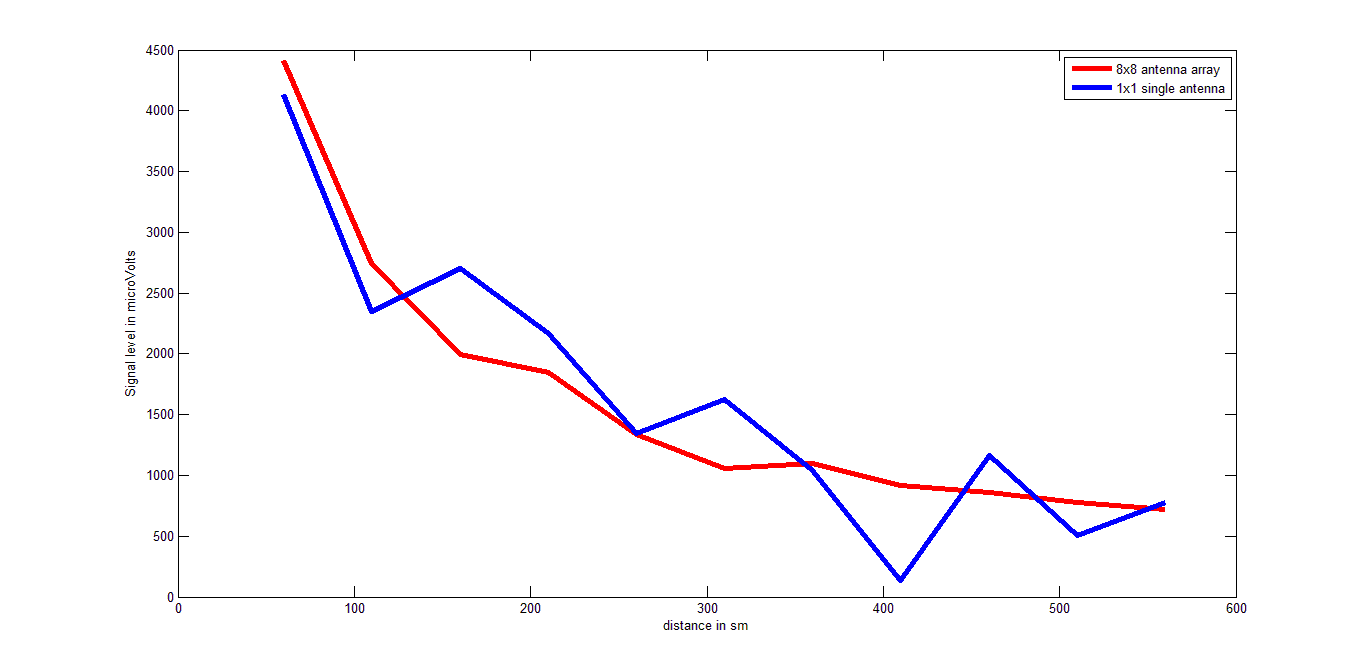 4500
4000
3500
3000
2500
2000
1500
1000
500
0
Signal level in microVolts
8x8 antenna array
1x1 single antenna
0 100 200 300 400 500 600
distance in sm